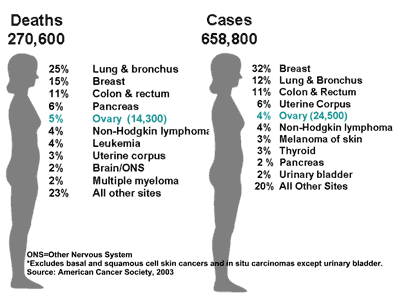 Deaths
270,600
25% Lung & bronchus
15% Breast
11% Colon & rectum
6% Pancreas
5% Ovary (14,300)
4% Non-Hodgkin lymphoma
4% Leukemia
3% Uterine corpus
2% Brain/ONS
2% Multiple myeloma
23% All other sites
Cases
658,800
32% Breast
12% Lung & Bronchus
11% Colon & Rectum
6% Uterine Corpus
4% Ovary (24,500)
4% Non-Hodgkin lymphoma
3% Melanoma of skin
3% Thyroid
2 % Pancreas
2% Urinary bladder
20% All Other Sites
ONS=Other Nervous System
*Excludes basal and squamous cell skin cancers and in situ carcinomas except urinary bladder.
Source: American Cancer Society, 2003